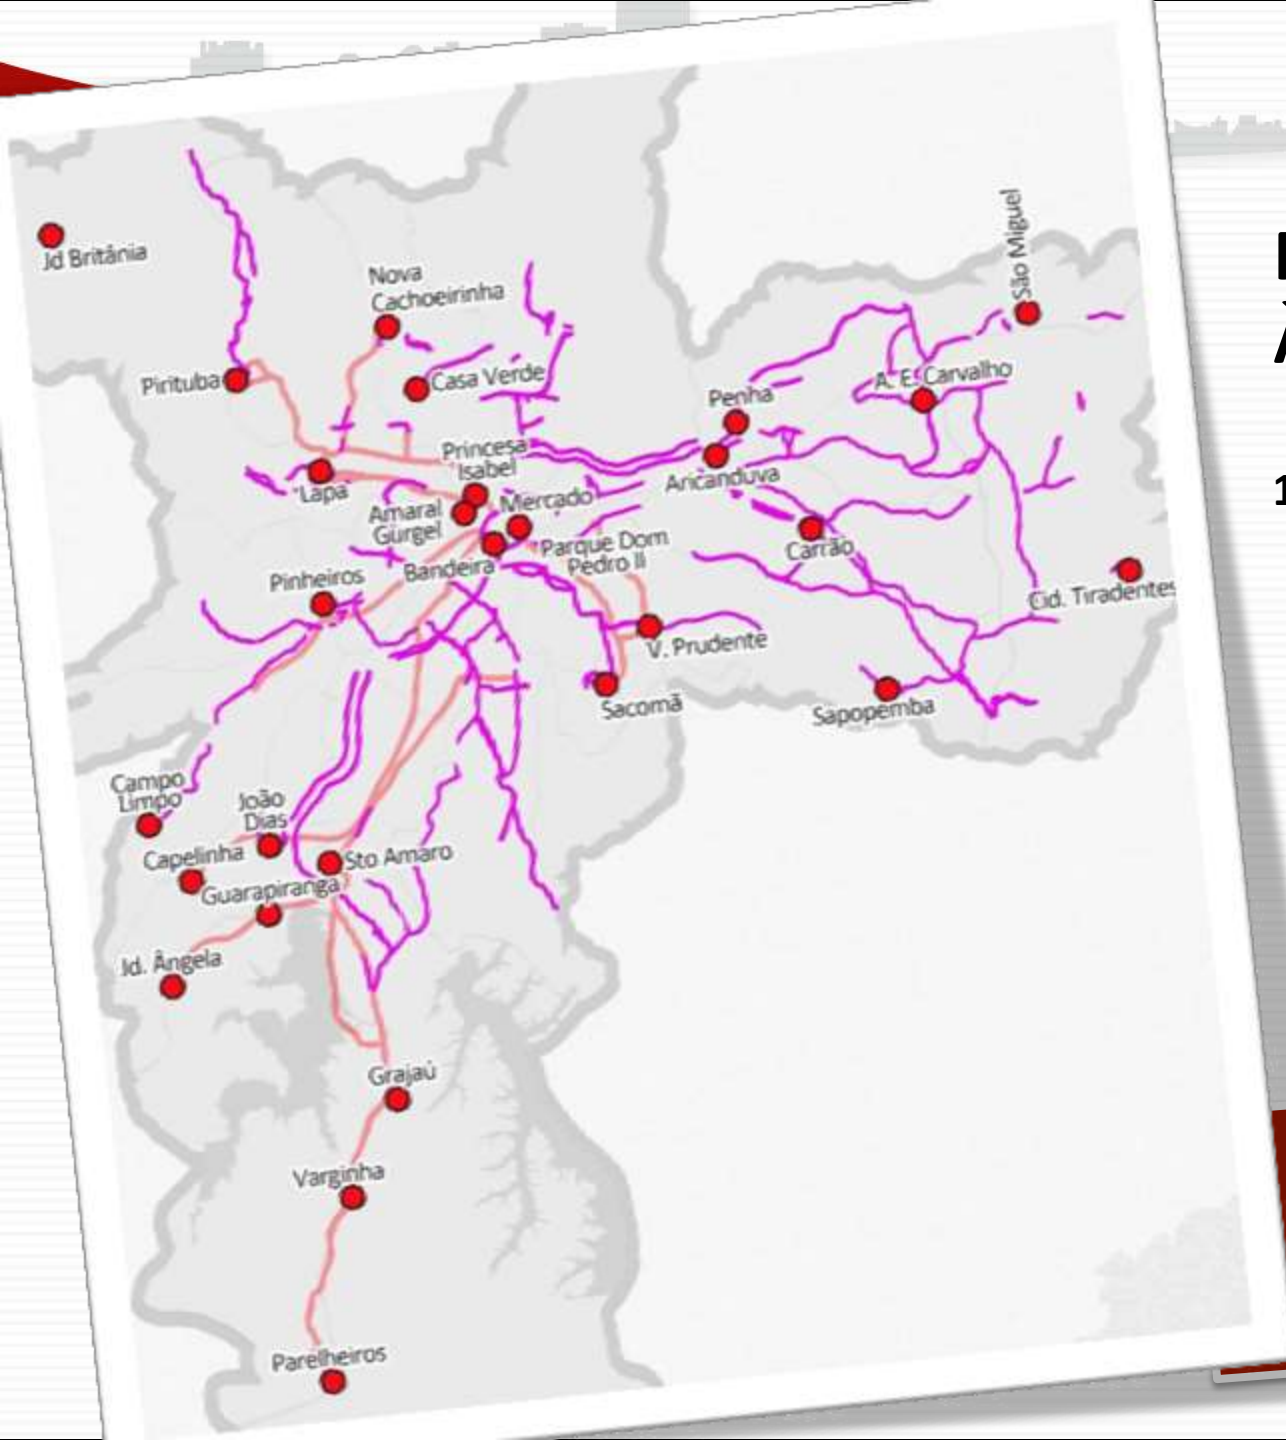 São Miguel
Jd Britânia
Nova
Cachoeirinha
Pirituba
Casa Verde
A. E. Carvalho
Penha
Princesa
Isabel
Lapa
Aricanduva
Mercado
Amaral
Gurgel
Carrão
Parque Dom
Pedro II
Bandeira
Pinheiros
Cid. Tiradentes
V. Prudente
Sacomã
Sapopemba
Campo
Limpo
João
Dias
Capelinha
Sto Amaro
Guarapiranga
Jd. Ângela
Grajaú
Varginha
Parelheiros
1